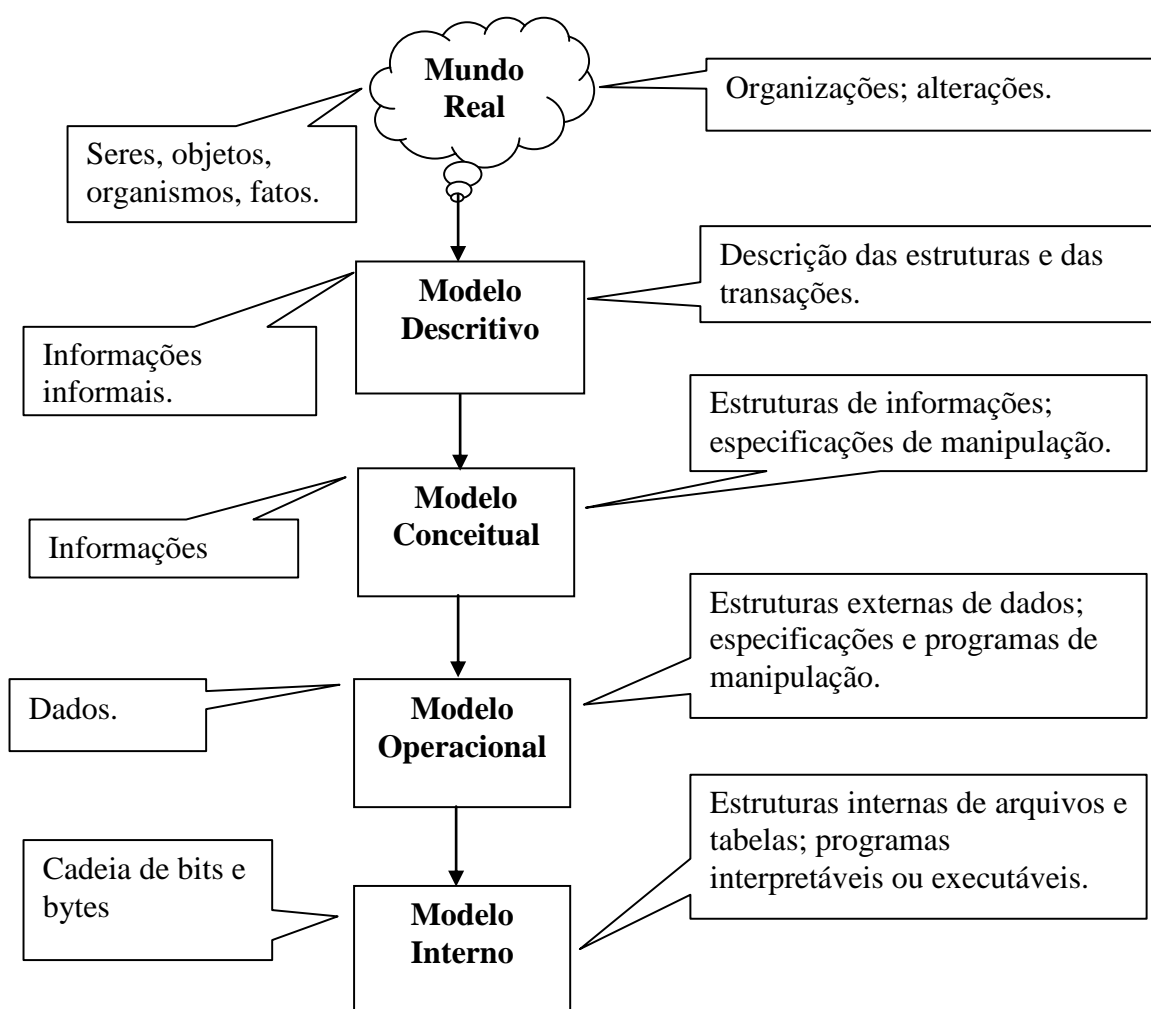 Mundo
Real
Organizações; alterações.
Seres, objetos,
organismos, fatos.
Modelo
Descritivo
Descrição das estruturas e das
transações.
Informações
informais.
Estruturas de informações;
especificações de manipulação.
Modelo
Conceitual
Informações
Estruturas externas de dados;
especificações e programas de
manipulação.
Dados.
Modelo
Operacional
Estruturas internas de arquivos e
tabelas; programas
interpretáveis ou executáveis.
Cadeia de bits e
bytes
Modelo
Interno